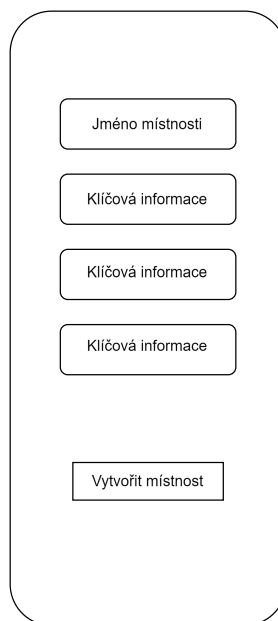 Jméno místnosti
Klíčová informace
Klíčová informace
Klíčová informace
Vytvořit místnost